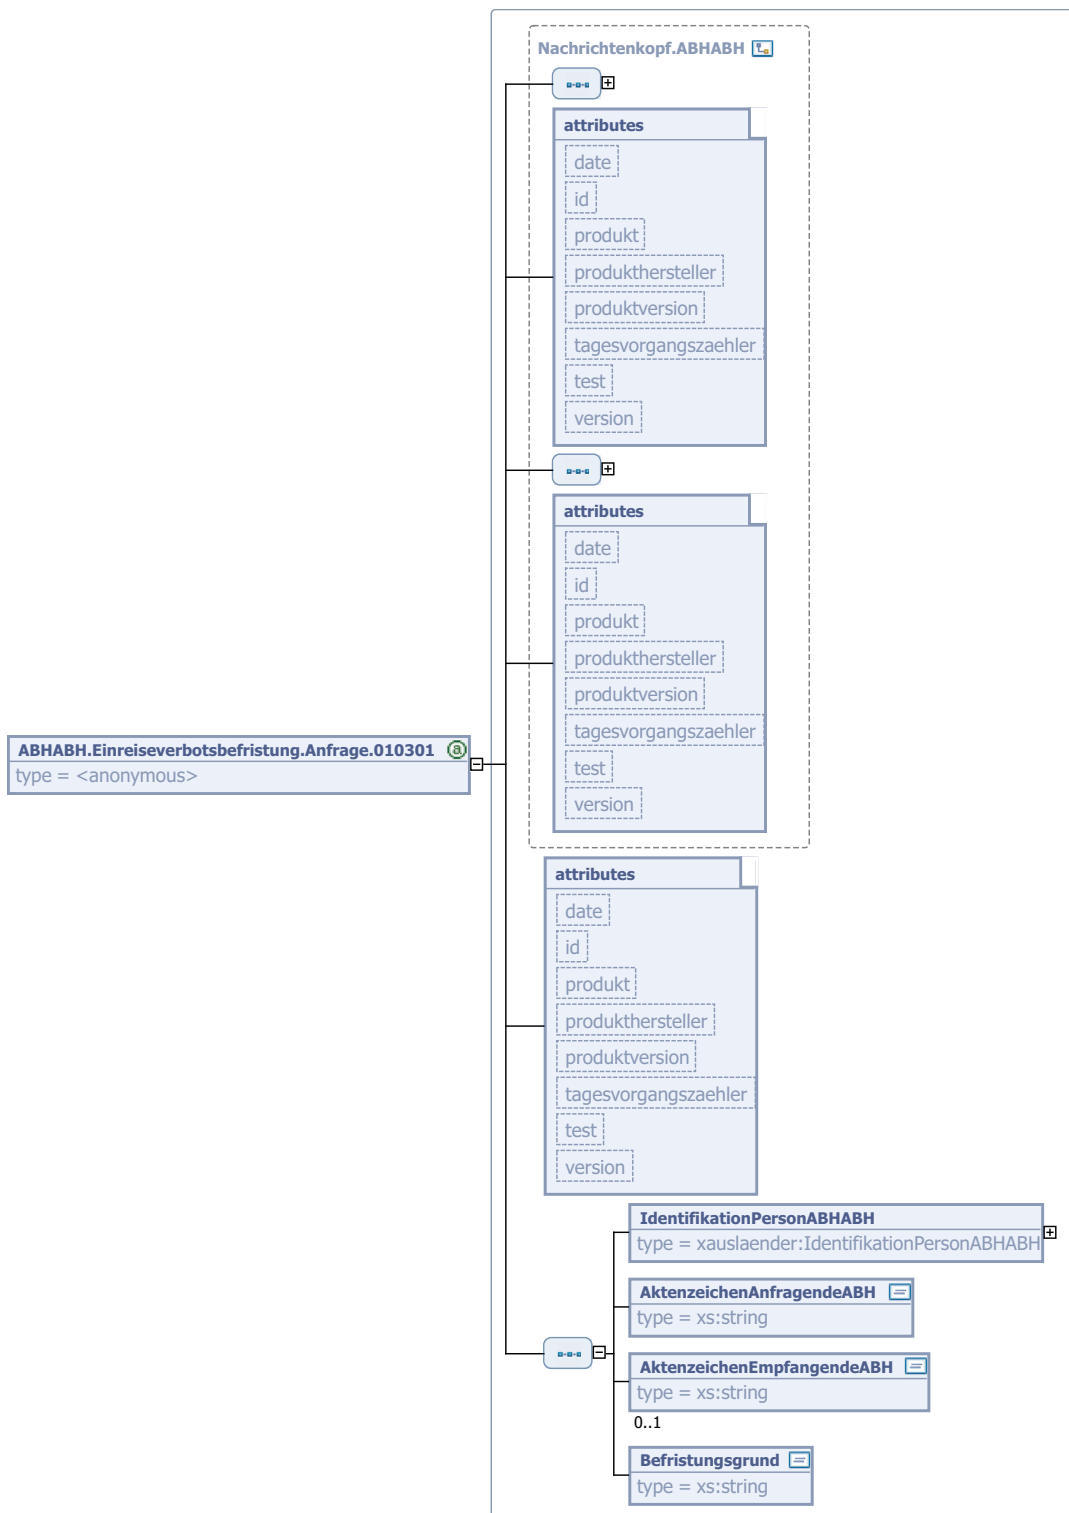 Nachrichtenkopf.ABHABH
attributes
date
id
produkt
produkthersteller
produktversion
tagesvorgangszaehler
test
version
attributes
date
id
produkt
produkthersteller
produktversion
tagesvorgangszaehler
test
version
ABHABH.Einreiseverbotsbefristung.Anfrage.010301 a
type = <anonymous>
attributes
date
id
produkt
produkthersteller
produktversion
tagesvorgangszaehler
test
version
IdentifikationPersonABHABH
type = xauslaender:IdentifikationPersonABHABH
AktenzeichenAnfragendeABH
type = xs:string
AktenzeichenEmpfangendeABH
type = xs:string
0..1
Befristungsgrund
type = xs:string